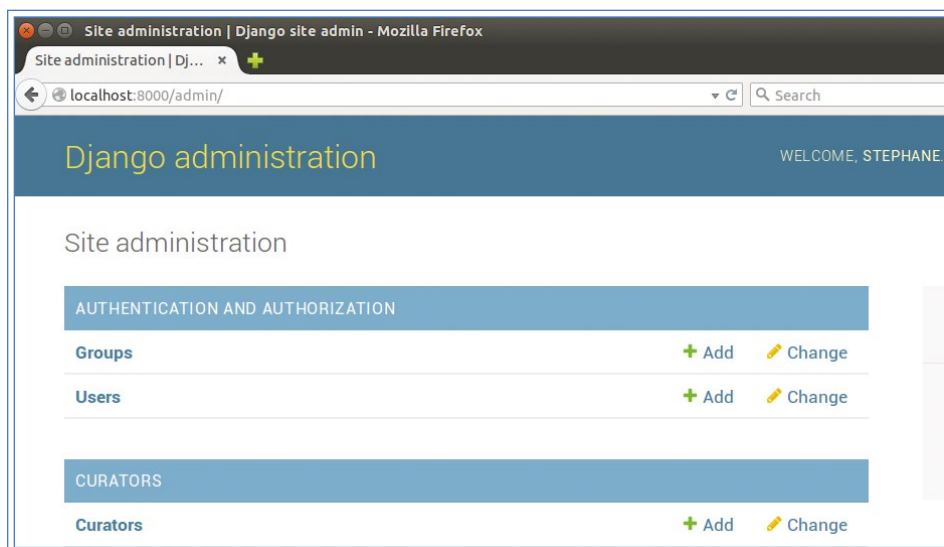 Site administration | Django site admin - Mozilla Firefox
Site administration | Dj...
localhost:8000/admin/
Search
Django administration
WELCOME, STEPHANE.
Site administration
AUTHENTICATION AND AUTHORIZATION
Groups Add Change
Users Add Change
CURATORS
Curators Add Change